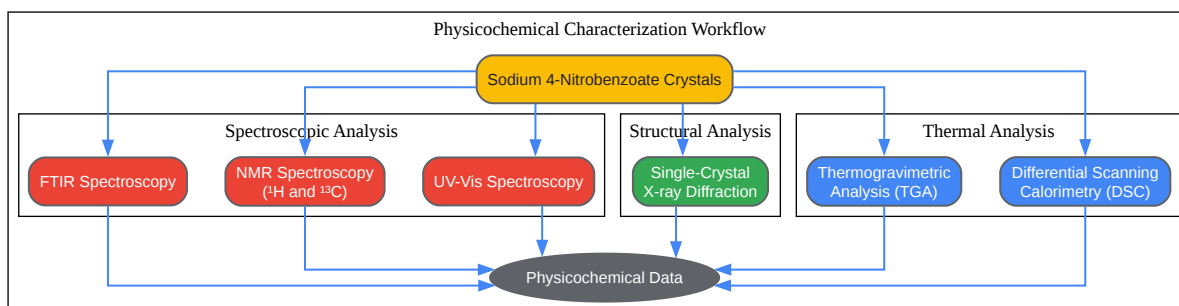 Physicochemical Characterization Workflow
Sodium 4-Nitrobenzoate Crystals
Spectroscopic Analysis
Structural Analysis
Thermal Analysis
FTIR Spectroscopy
NMR Spectroscopy
(¹H and ¹³C)
UV-Vis Spectroscopy
Single-Crystal
X-ray Diffraction
Thermogravimetric
Analysis (TGA)
Differential Scanning
Calorimetry (DSC)
Physicochemical Data